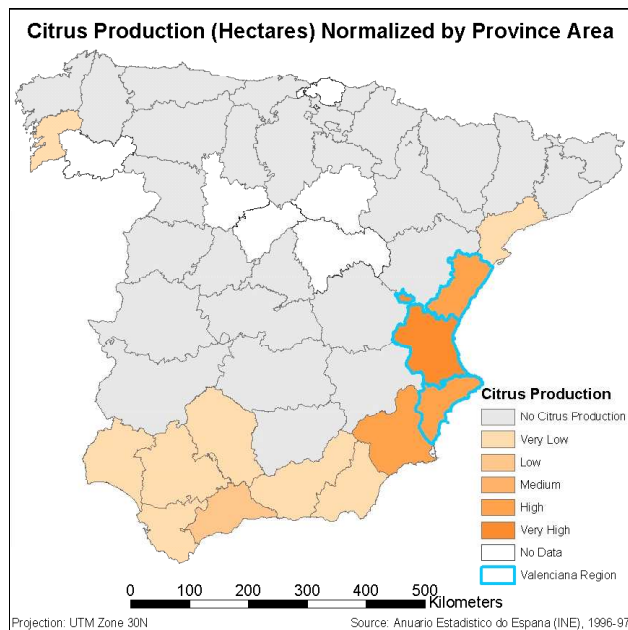 Citrus Production (Hectares) Normalized by Province Area
Citrus Production
No Citrus Production
Very Low
Low
Medium
High
Very High
No Data
Valenciana Region
0 100 200 300 400 500
Kilometers
Projection: UTM Zone 30N
Source: Anuario Estadistico do Espana (INE), 1996-97